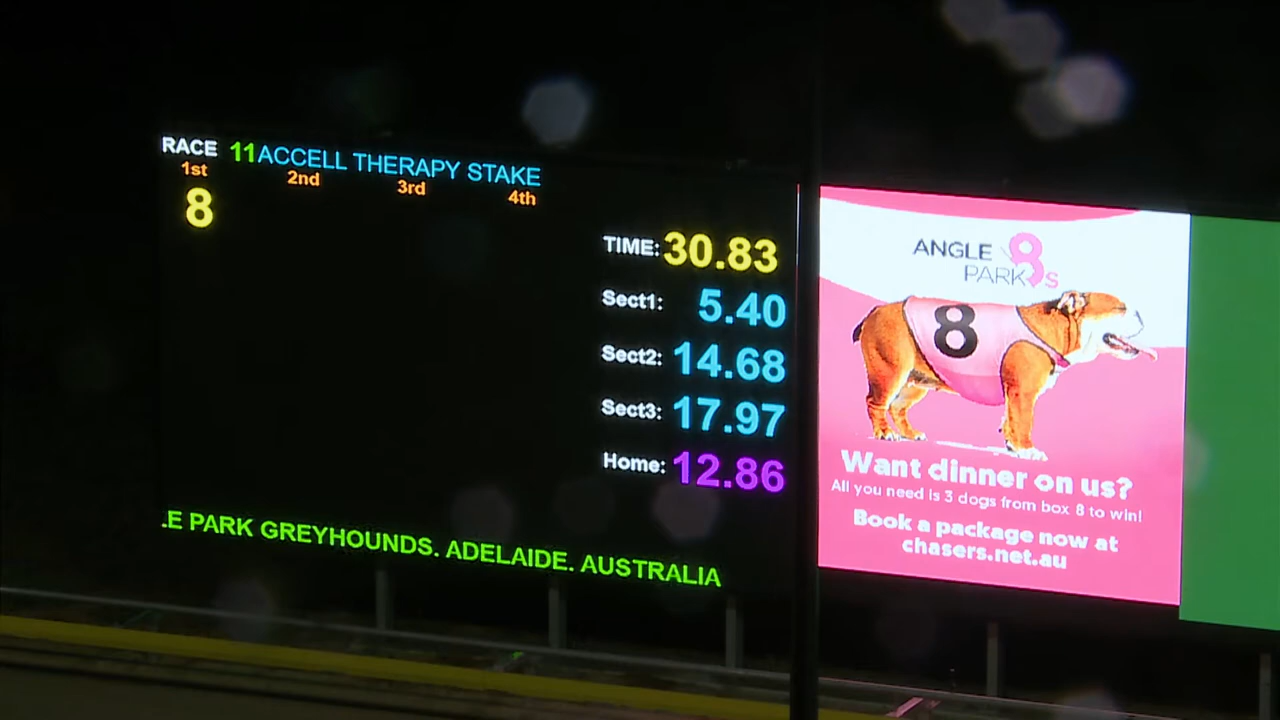 RACE 11 ACCELL THERAPY STAKE
1st 2nd 3rd 4th
8
TIME: 30.83
Sect1: 5.40
Sect2: 14.68
Sect3: 17.97
Home: 12.86
.E PARK GREYHOUNDS. ADELAIDE. AUSTRALIA
ANGLE 8s
PARK
8
Want dinner on us?
All you need is 3 dogs from box 8 to win!
Book a package now at
chasers.net.au